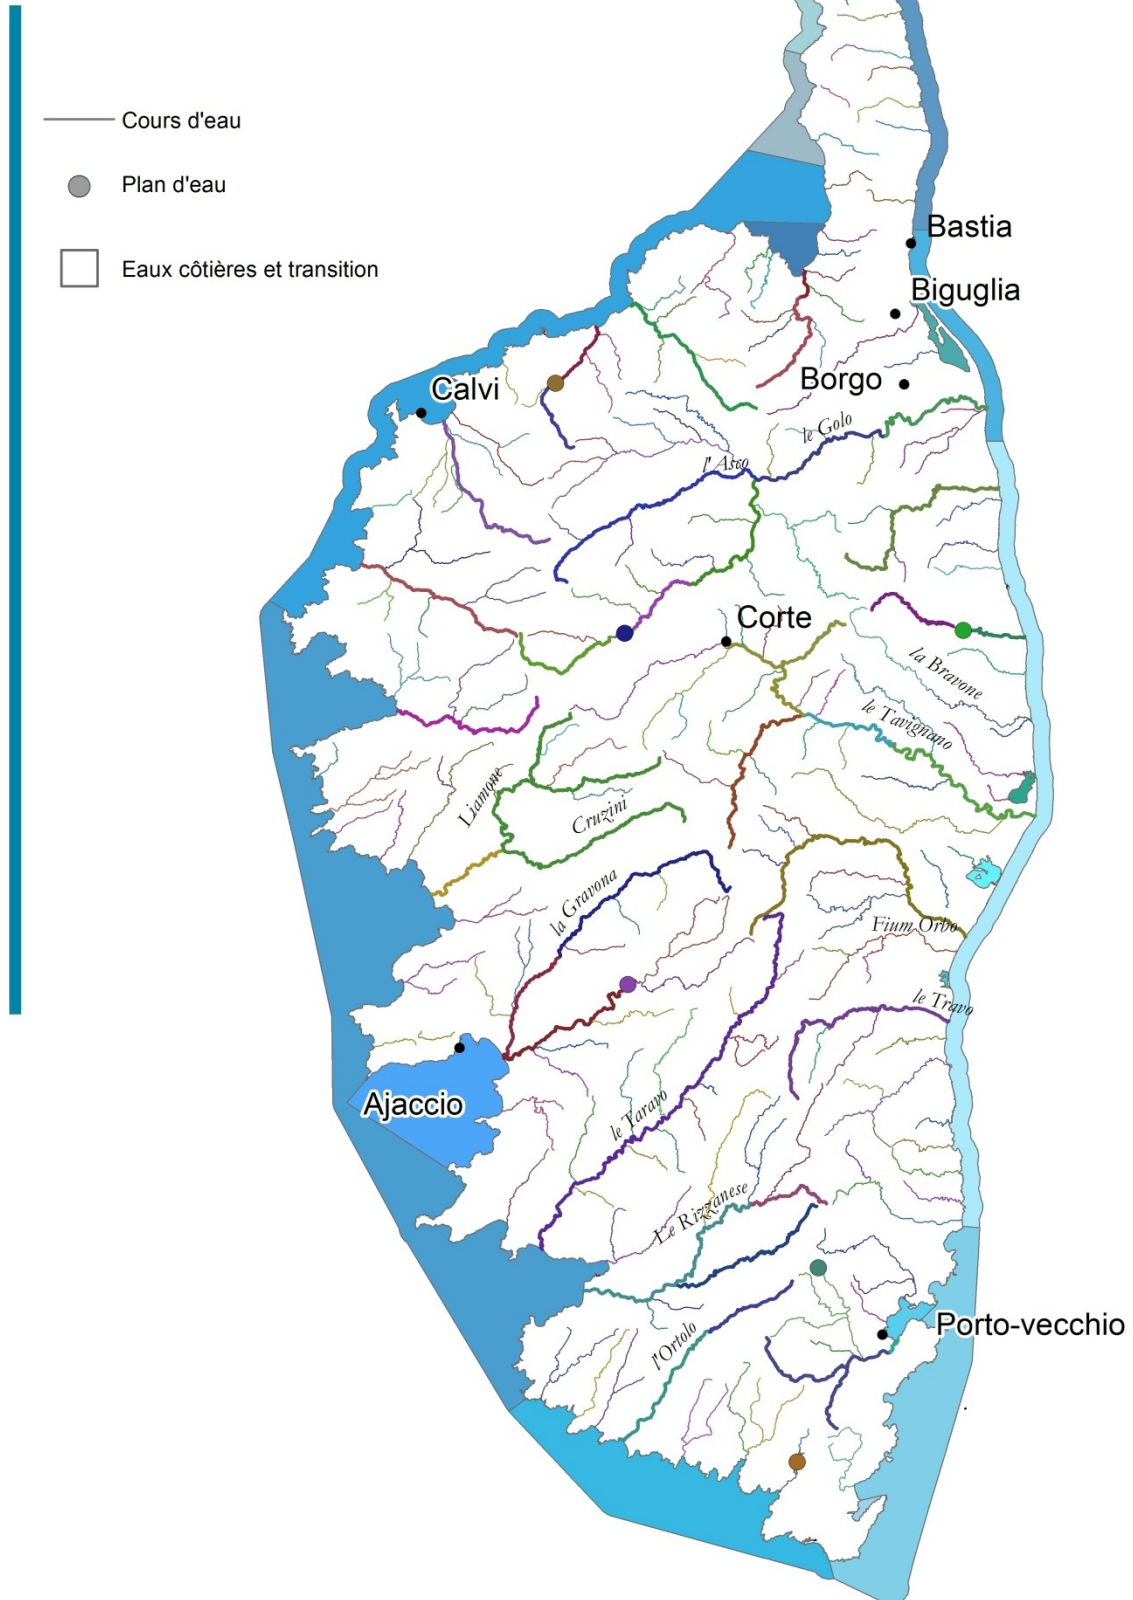 Cours d'eau
Plan d'eau
Eaux côtières et transition
Bastia
Biguglia
Borgo
Calvi
le Golo
l' Asco
Corte
la Bravone
le Tavignano
Liamone
Cruzini
la Gravona
Fium Orbo
le Travo
Ajaccio
le Taravo
Le Rizzanese
Porto-vecchio
l'Ortolo